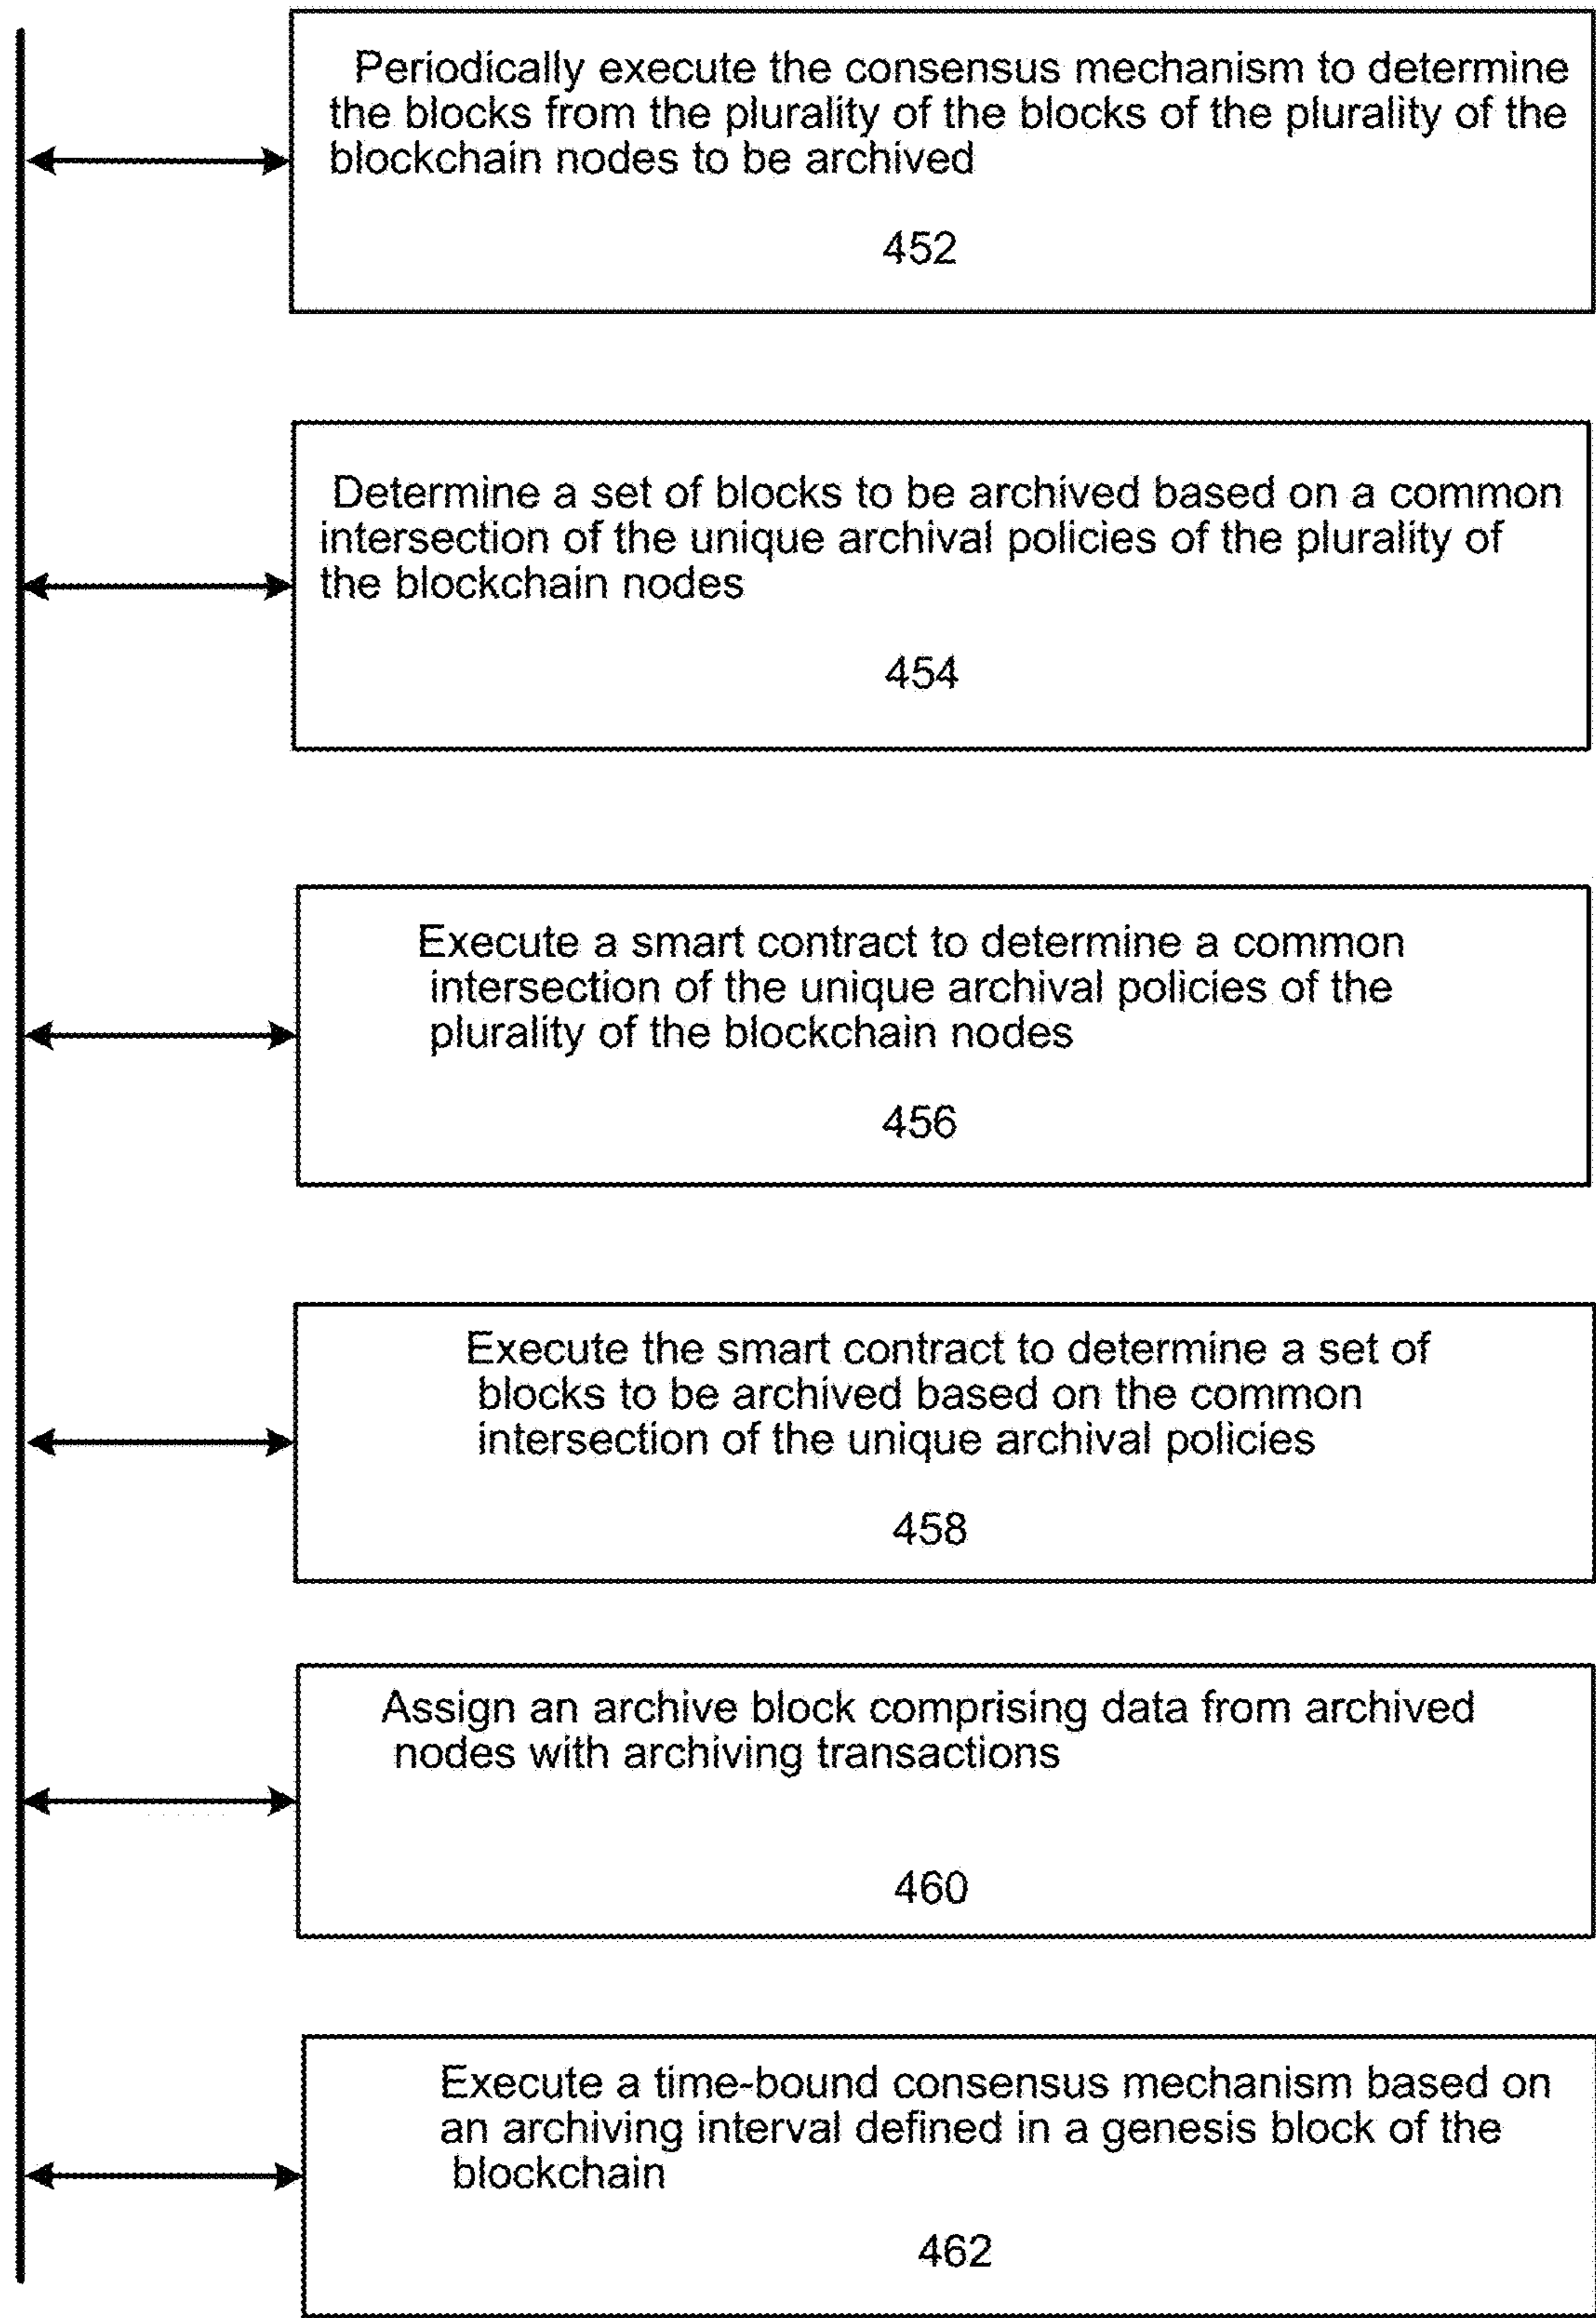 Periodically execute the consensus mechanism to determine
the blocks from the plurality of the blocks of the plurality of the
blockchain nodes to be archived
452
Determine a set of blocks to be archived based on a common
intersection of the unique archival policies of the plurality of
the blockchain nodes
454
Execute a smart contract to determine a common
intersection of the unique archival policies of the
plurality of the blockchain nodes
456
Execute the smart contract to determine a set of
blocks to be archived based on the common
intersection of the unique archival policies
458
Assign an archive block comprising data from archived
nodes with archiving transactions
460
Execute a time-bound consensus mechanism based on
an archiving interval defined in a genesis block of the
blockchain
462